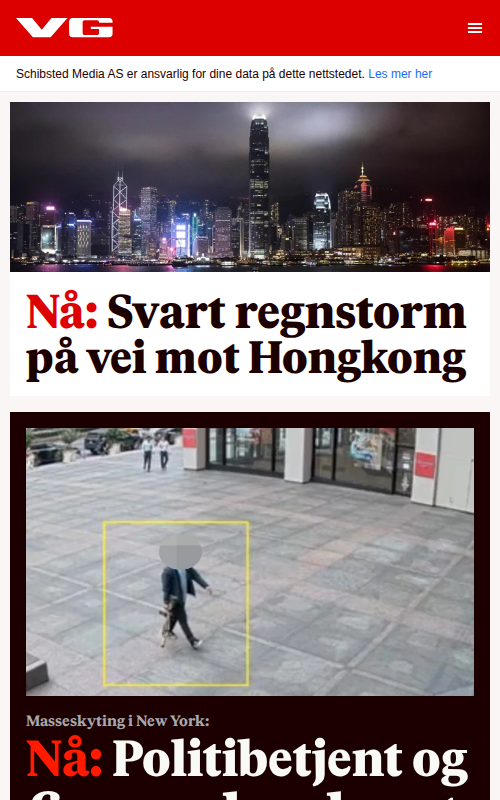 VG
Schibsted Media AS er ansvarlig for dine data på dette nettstedet. Les mer her
Nå: Svart regnstorm
på vei mot Hongkong
Masseskyting i New York:
Nå: Politibetjent og